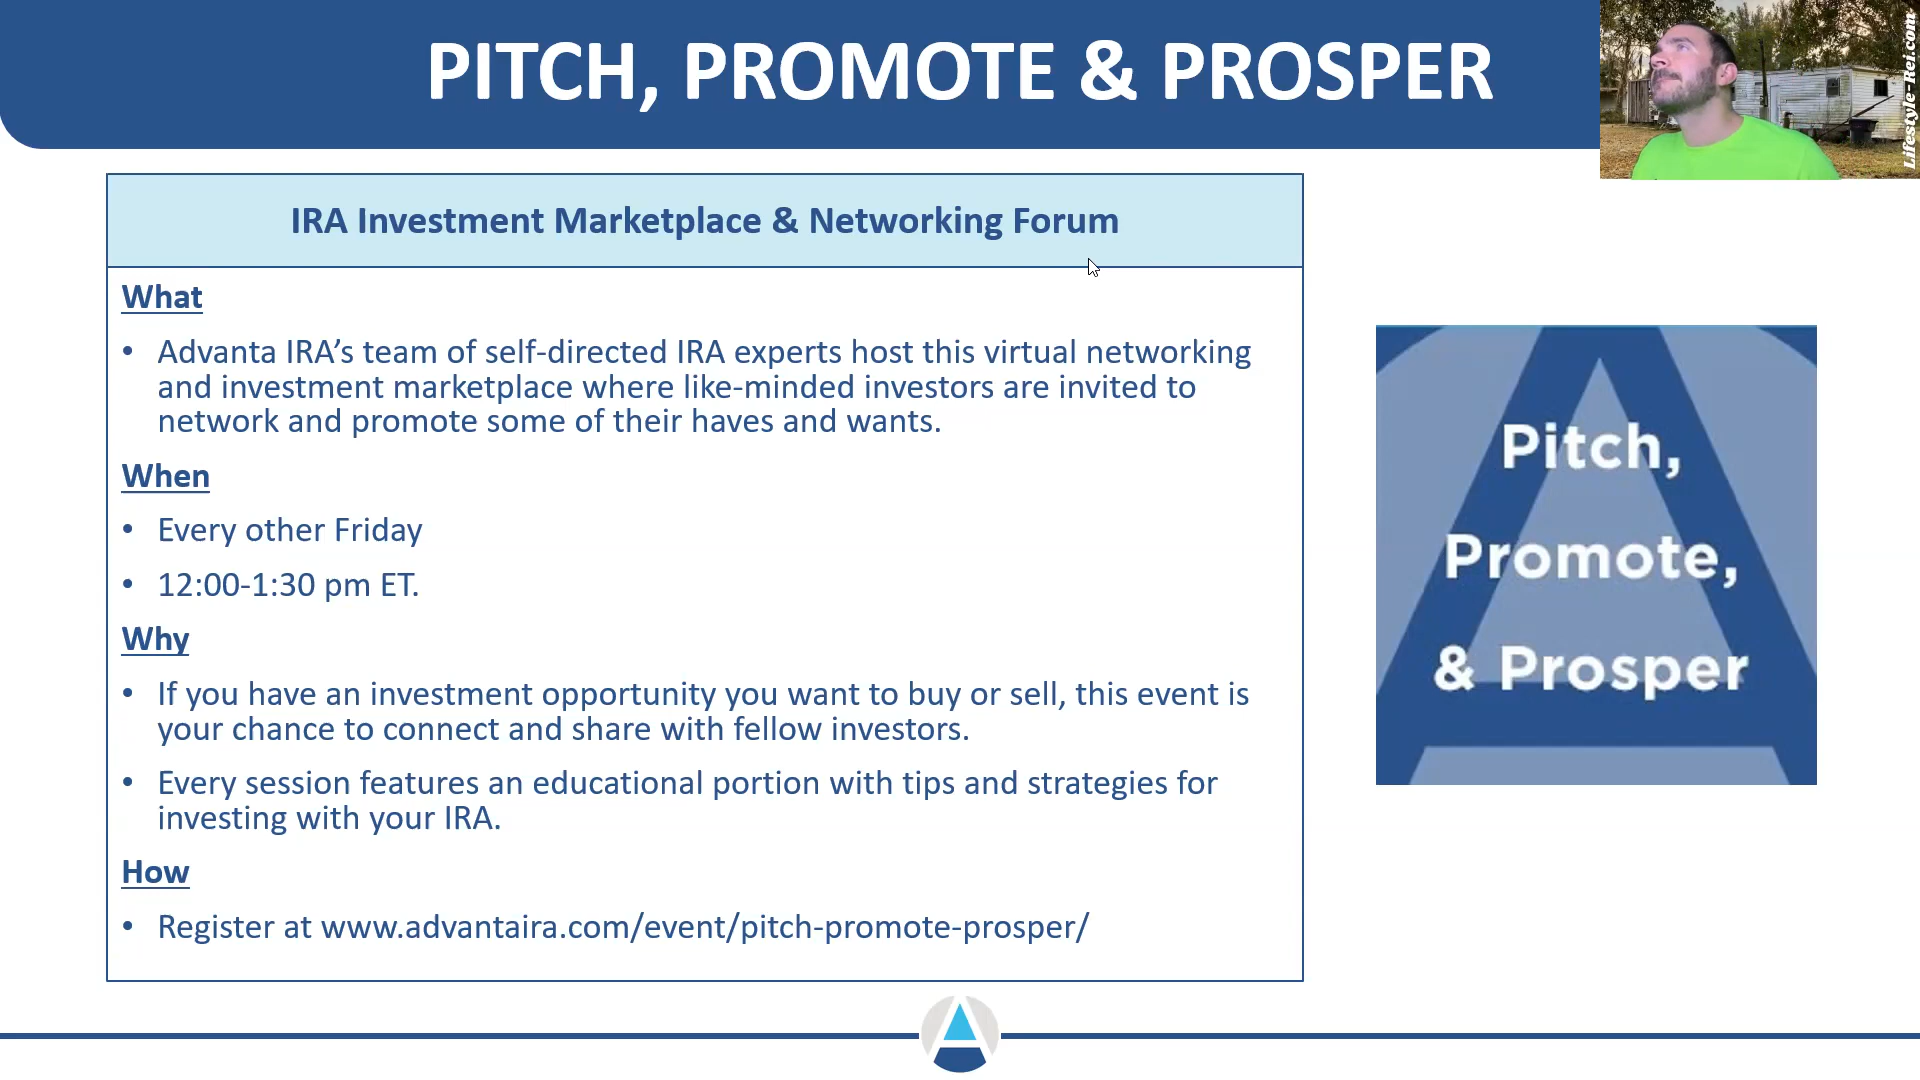 PITCH, PROMOTE & PROSPER
Lifestyle-Rei.com
IRA Investment Marketplace & Networking Forum
What
• Advanta IRA’s team of self-directed IRA experts host this virtual networking
and investment marketplace where like-minded investors are invited to
network and promote some of their haves and wants.
When
• Every other Friday
• 12:00-1:30 pm ET.
Why
• If you have an investment opportunity you want to buy or sell, this event is
your chance to connect and share with fellow investors.
• Every session features an educational portion with tips and strategies for
investing with your IRA.
How
• Register at www.advantaira.com/event/pitch-promote-prosper/
Pitch,
Promote,
& Prosper